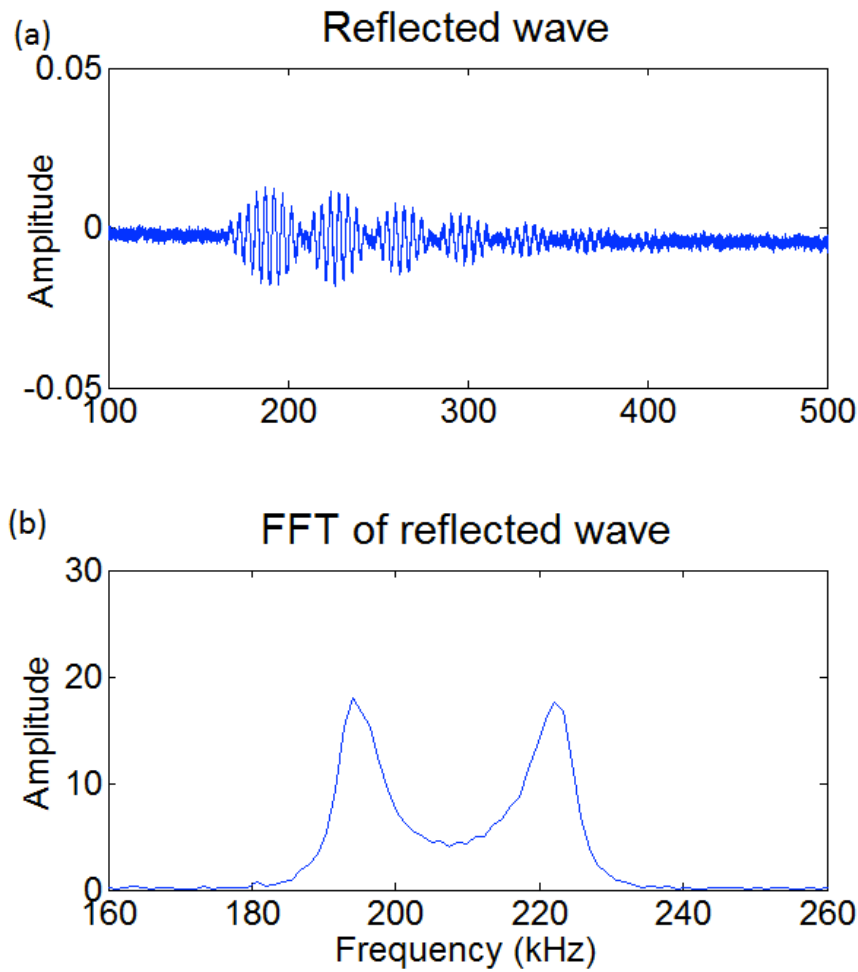 (a)
Reflected wave
0.05
0
-0.05
Amplitude
100 200 300 400 500
(b)
FFT of reflected wave
30
20
10
0
Amplitude
160 180 200 220 240 260
Frequency (kHz)